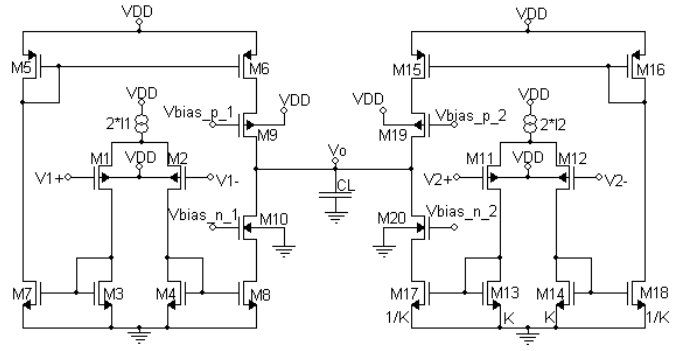 VDD VDD
M5 M6 M15 M16
VDD Vbias_p_1 VDD VDD Vbias_p_2 VDD
2*I1 M9 M19 2*I2
M1 VDD M2 Vo M11 VDD M12
V1+ V1- CL V2+ V2-
Vbias_n_1 M10 M20 Vbias_n_2
M7 M3 M4 M8 M17 M13 M14 M18
1/K K K 1/K